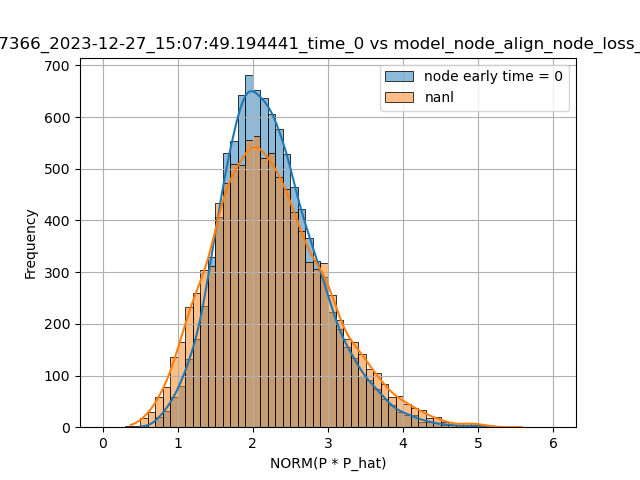 7366_2023-12-27_15:07:49.194441_time_0 vs model_node_align_node_loss_
700
600
500
400
300
200
100
0
Frequency
node early time = 0
nanl
0 1 2 3 4 5 6
NORM(P * P_hat)